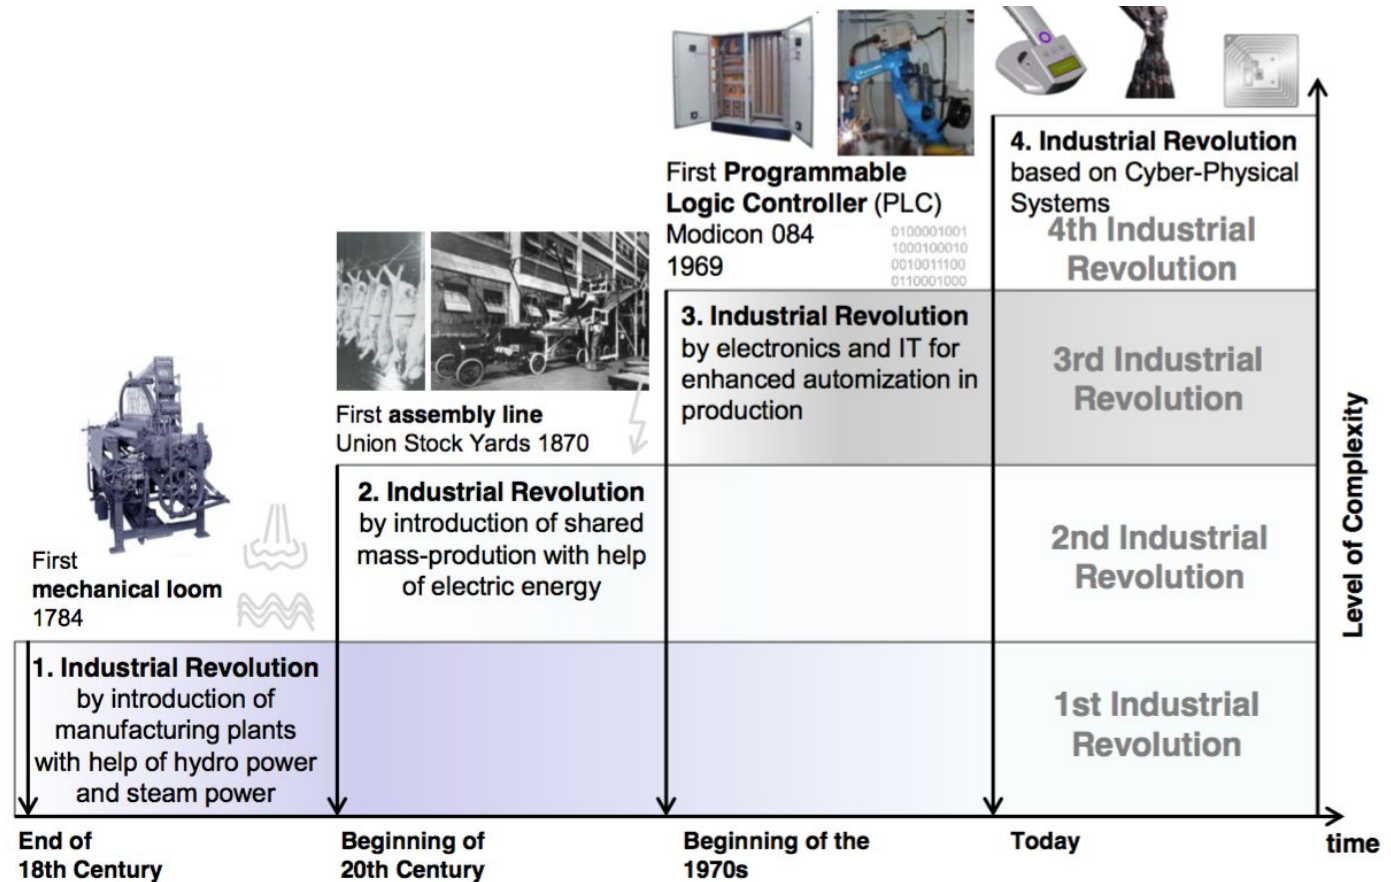 First
mechanical loom
1784
1. Industrial Revolution
by introduction of
manufacturing plants
with help of hydro power
and steam power
End of
18th Century
First assembly line
Union Stock Yards 1870
2. Industrial Revolution
by introduction of shared
mass-prodution with help
of electric energy
Beginning of
20th Century
First Programmable
Logic Controller (PLC)
Modicon 084
1969
0100001001
1000100010
0010011100
0110001000
3. Industrial Revolution
by electronics and IT for
enhanced automization in
production
Beginning of the
1970s
4. Industrial Revolution
based on Cyber-Physical
Systems
4th Industrial
Revolution
3rd Industrial
Revolution
2nd Industrial
Revolution
1st Industrial
Revolution
Today
time
Level of Complexity